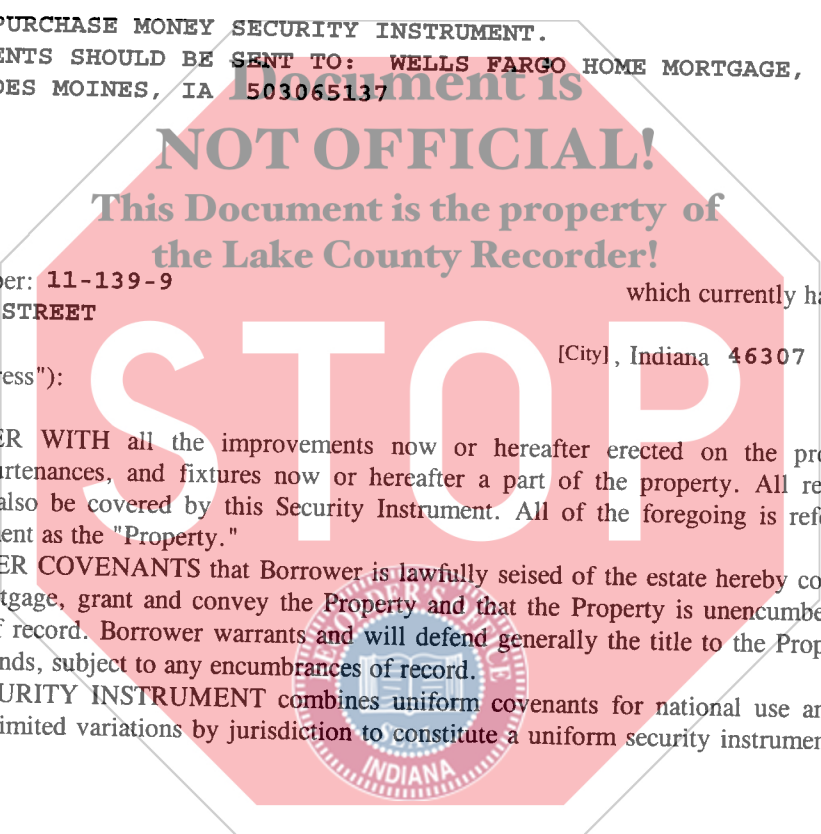 PURCHASE MONEY SECURITY INSTRUMENT.
ENTS SHOULD BE SENT TO: WELLS FARGO HOME MORTGAGE,
DES MOINES, IA 503065137
Document is
NOT OFFICIAL!
This Document is the property of
the Lake County Recorder!
ber: 11-139-9
which currently ha
STREET
[City], Indiana 46307
ress"):
STOP
ER WITH all the improvements now or hereafter erected on the pro
urtenances, and fixtures now or hereafter a part of the property. All re
also be covered by this Security Instrument. All of the foregoing is refe
ent as the "Property."
ER COVENANTS that Borrower is lawfully seised of the estate hereby co
tgage, grant and convey the Property and that the Property is unencumbe
f record. Borrower warrants and will defend generally the title to the Prop
nds, subject to any encumbrances of record.
URITY INSTRUMENT combines uniform covenants for national use an
imited variations by jurisdiction to constitute a uniform security instrumen
RECORDER'S OFFICE
SEAL
INDIANA